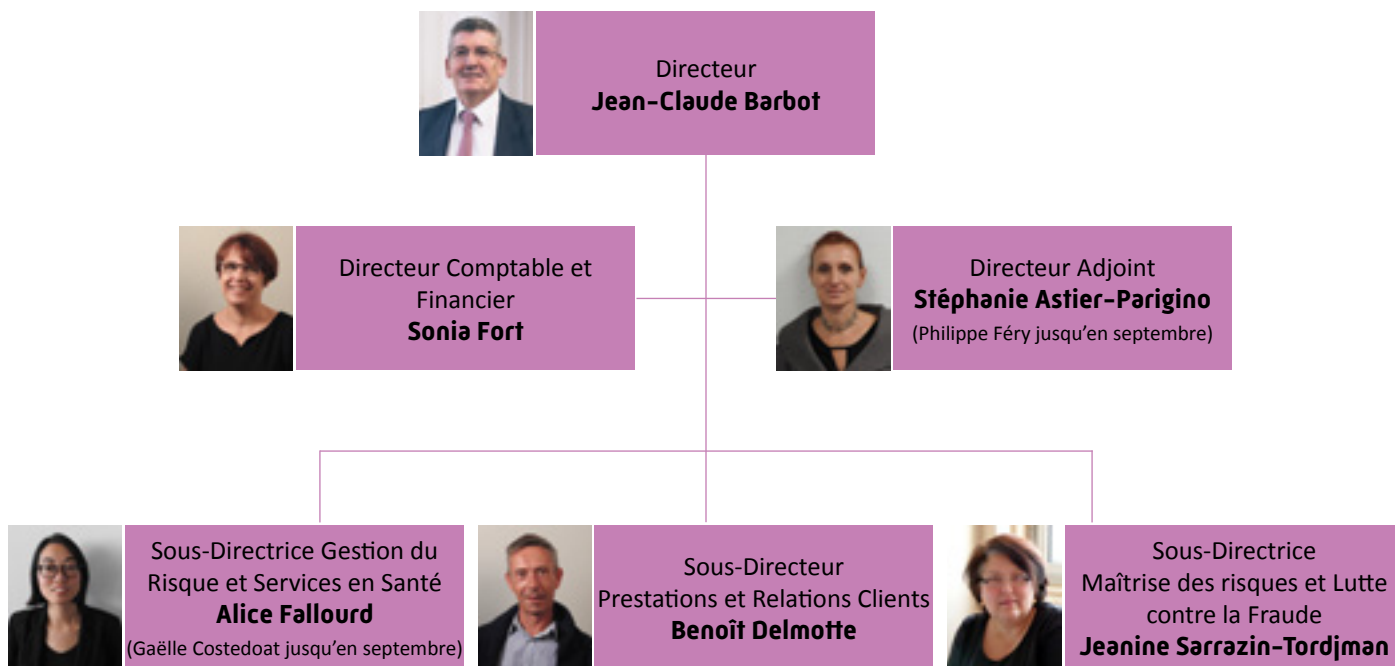 Directeur
Jean-Claude Barbot
Directeur Comptable et
Financier
Sonia Fort
Directeur Adjoint
Stéphanie Astier-Parigino
(Philippe Féry jusqu'en septembre)
Sous-Directrice Gestion du
Risque et Services en Santé
Alice Fallourd
(Gaëlle Costedoat jusqu'en septembre)
Sous-Directeur
Prestations et Relations Clients
Benoît Delmotte
Sous-Directrice
Maîtrise des risques et Lutte
contre la Fraude
Jeanine Sarrazin-Tordjman